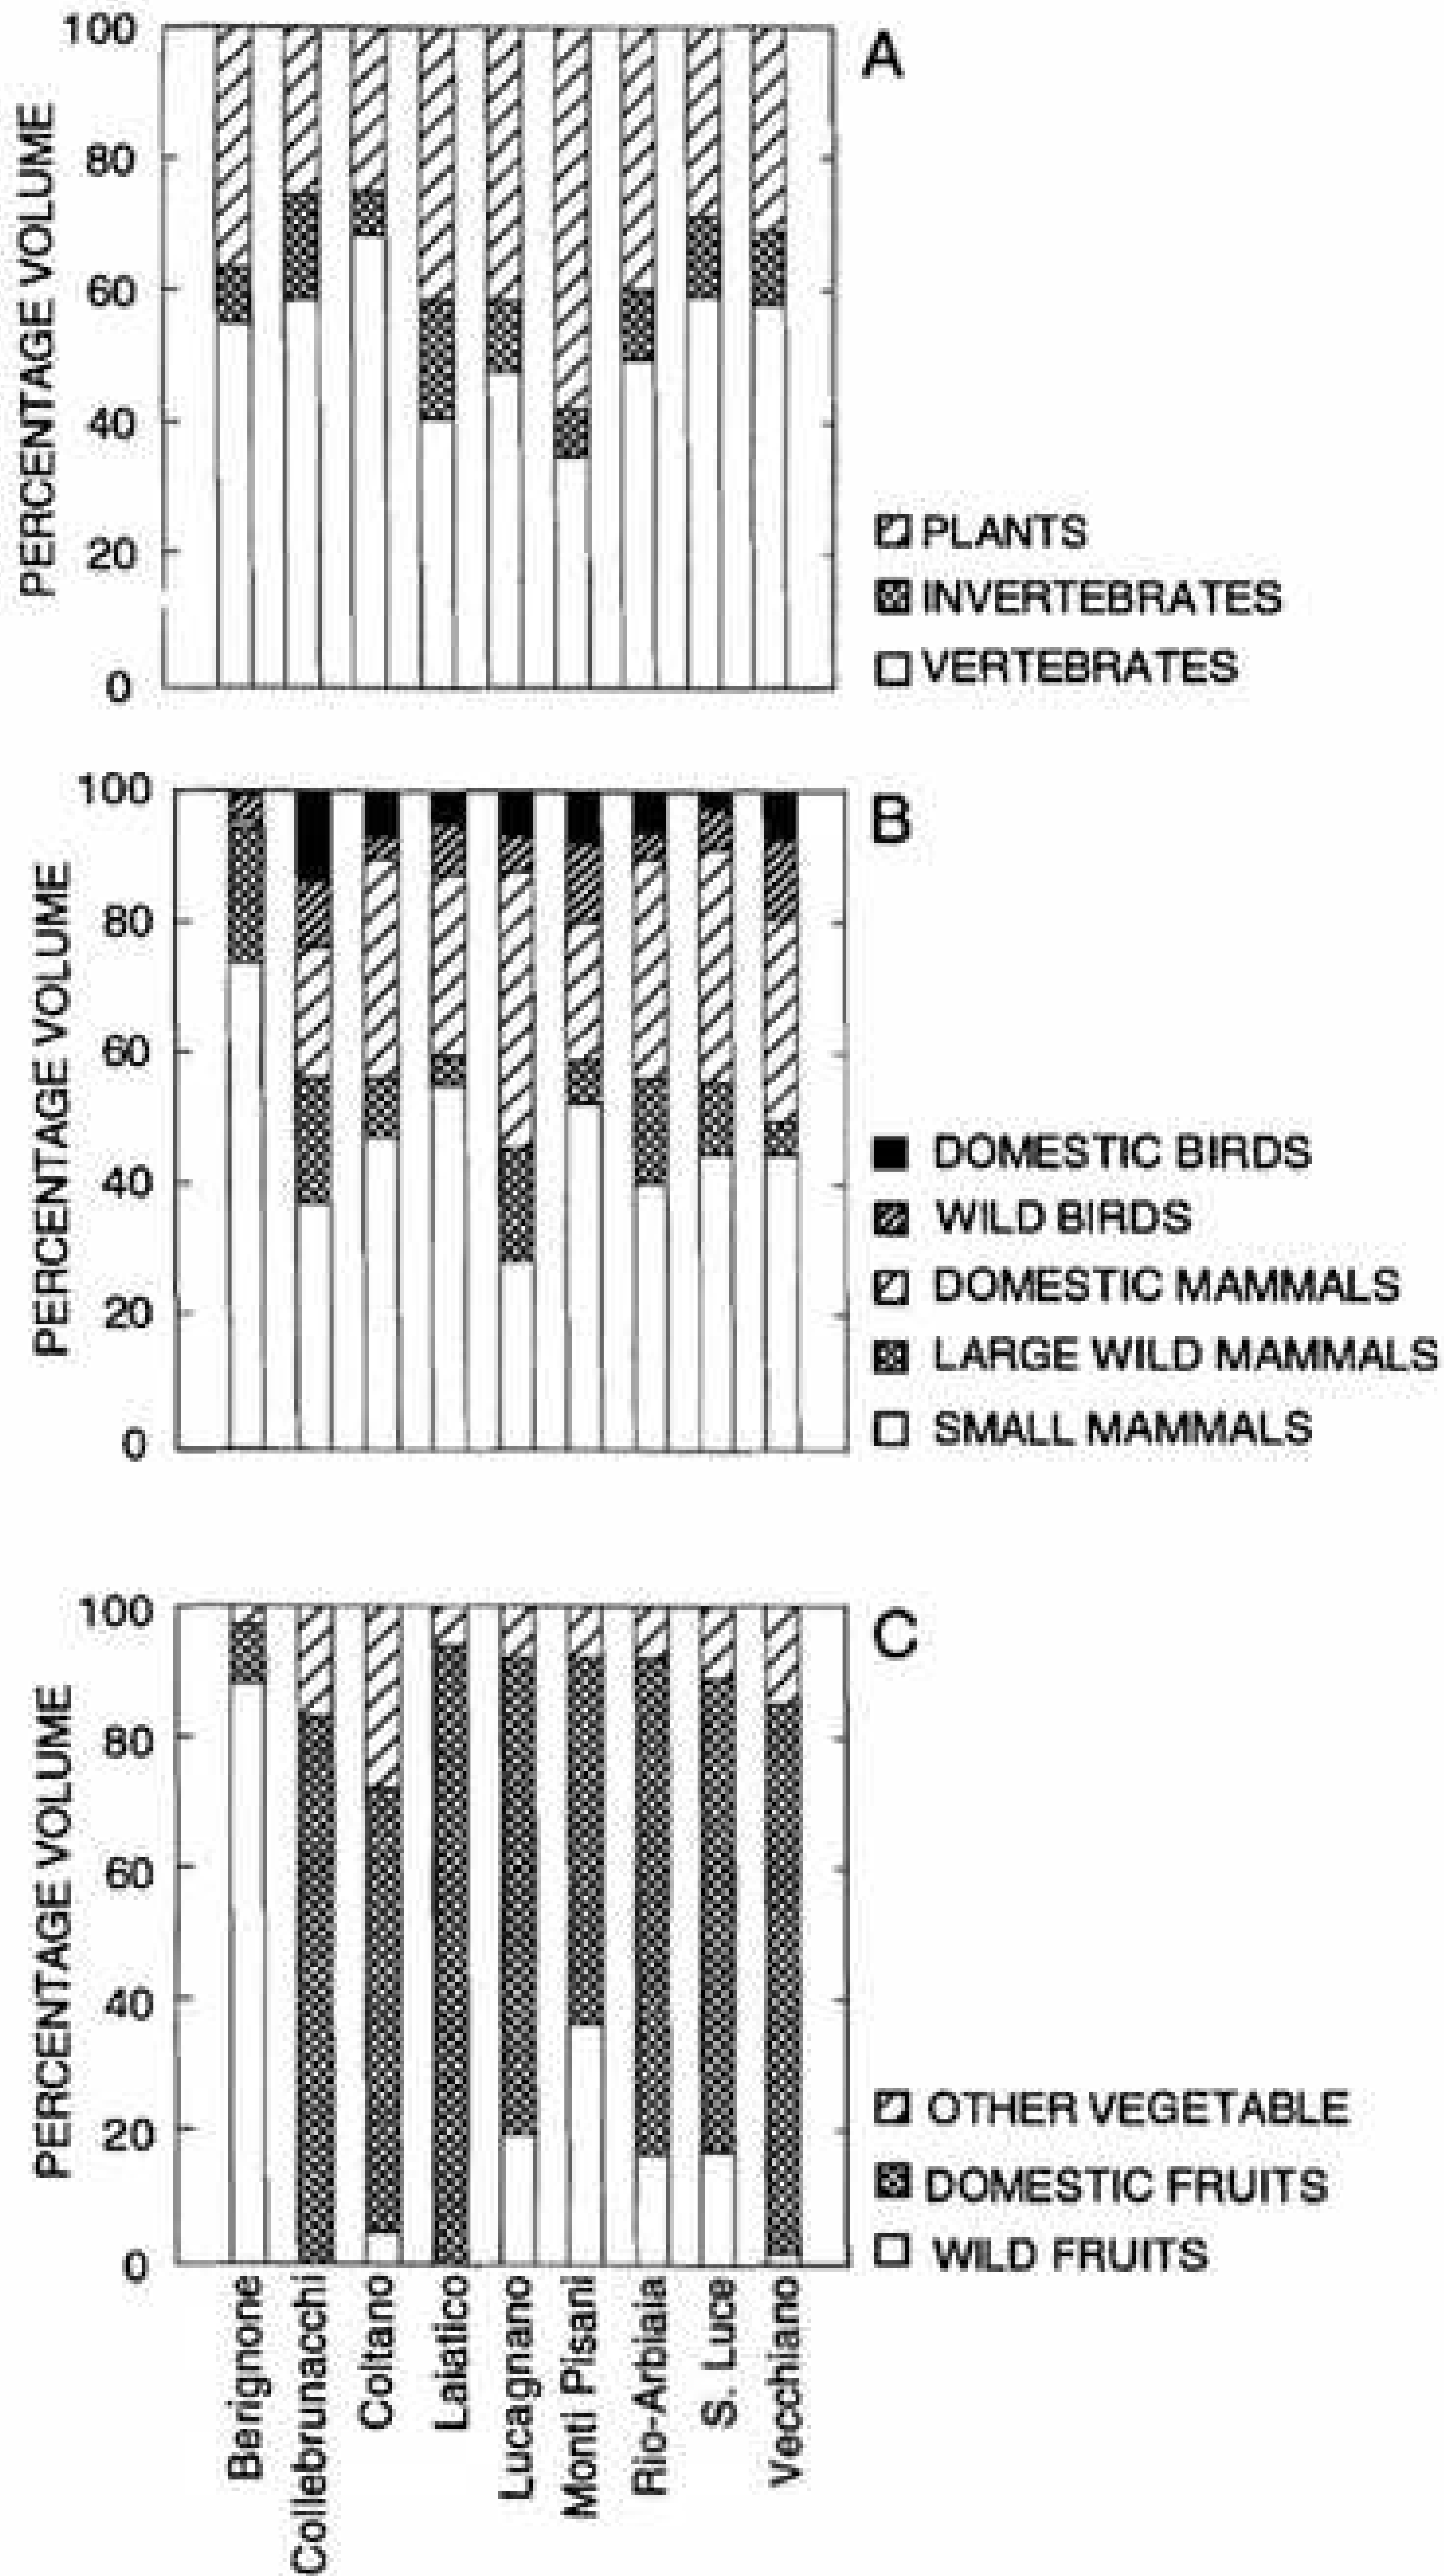 A
PERCENTAGE VOLUME
100
80
60
40
20
0
PLANTS
INVERTEBRATES
VERTEBRATES
B
PERCENTAGE VOLUME
100
80
60
40
20
0
DOMESTIC BIRDS
WILD BIRDS
DOMESTIC MAMMALS
LARGE WILD MAMMALS
SMALL MAMMALS
C
PERCENTAGE VOLUME
100
80
60
40
20
0
OTHER VEGETABLE
DOMESTIC FRUITS
WILD FRUITS
Berignone
Collebrunacchi
Coltano
Laiatico
Lucagnano
Monti Pisani
Rio-Arbiaia
S. Luce
Vecchiano